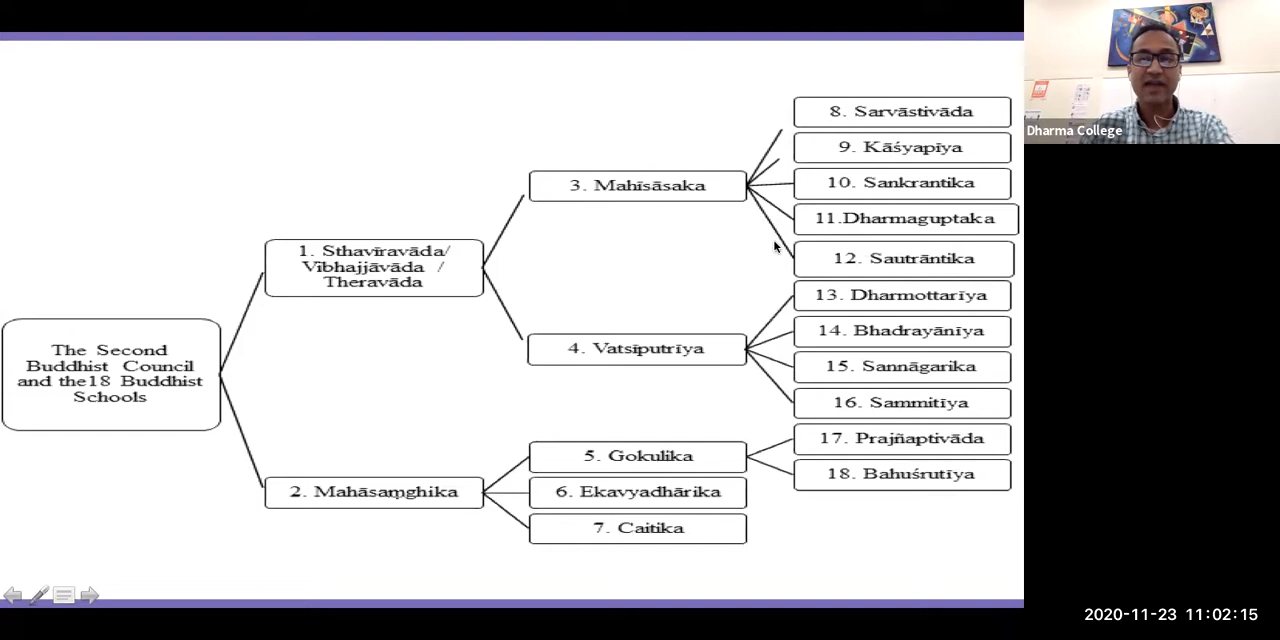 The Second
Buddhist Council
and the18 Buddhist
Schools
1. Sthavīravāda/
Vibhajjāvāda /
Theravāda
2. Mahāsaṃghika
3. Mahīsāsaka
4. Vatsīputrīya
5. Gokulika
6. Ekavyadhārika
7. Caitika
8. Sarvāstivāda
9. Kāśyapīya
10. Sankrantika
11.Dharmaguptaka
12. Sautrāntika
13. Dharmottarīya
14. Bhadrayānīya
15. Sannāgarika
16. Sammitīya
17. Prajñaptivāda
18. Bahuśrutīya
Dharma College
2020-11-23 11:02:15